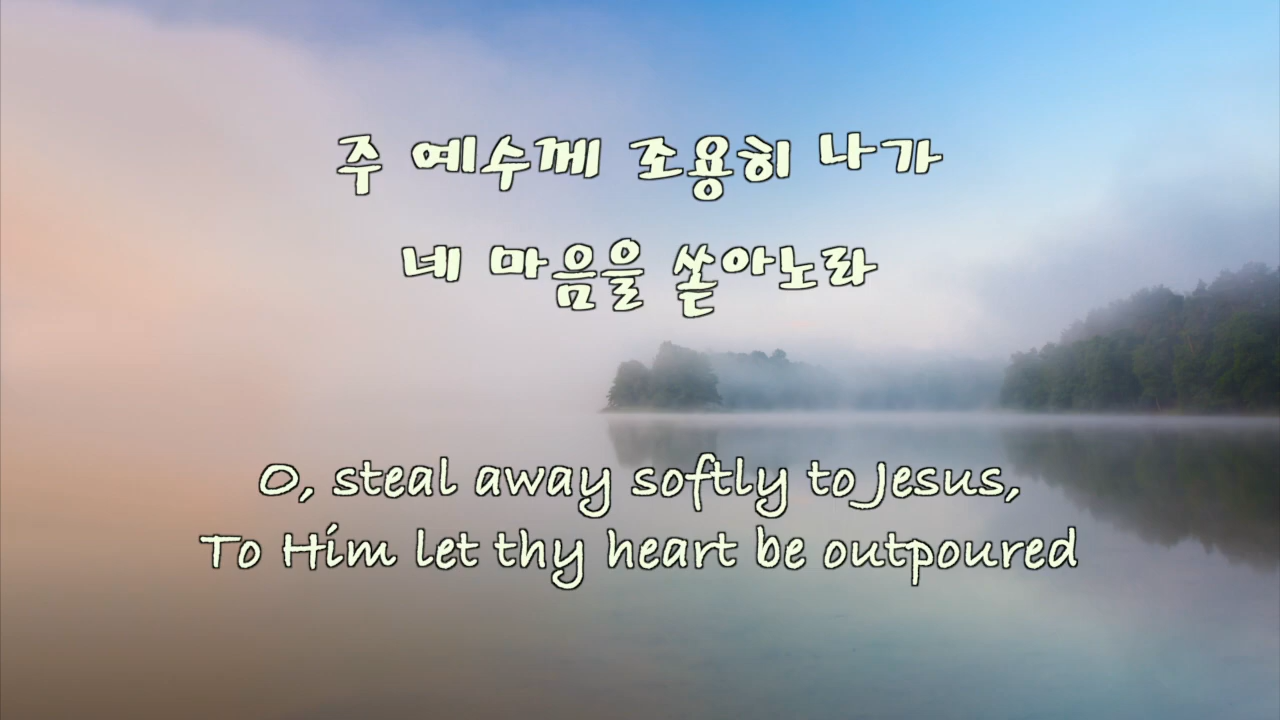 주 예수께 조용히 나가
네 마음을 쏟아노라
O, steal away softly to Jesus,
To Him let thy heart be outpoured